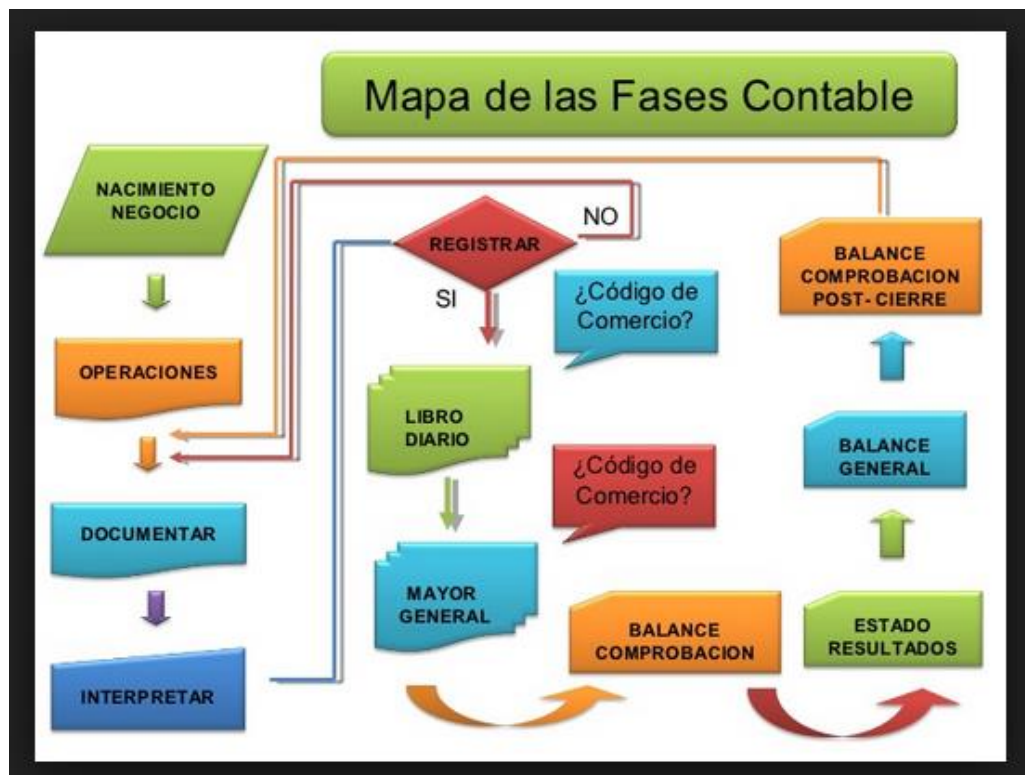 Mapa de las Fases Contable
NACIMIENTO
NEGOCIO
OPERACIONES
DOCUMENTAR
INTERPRETAR
REGISTRAR
NO
SI
¿Código de
Comercio?
LIBRO
DIARIO
¿Código de
Comercio?
MAYOR
GENERAL
BALANCE
COMPROBACION
ESTADO
RESULTADOS
BALANCE
GENERAL
BALANCE
COMPROBACION
POST- CIERRE